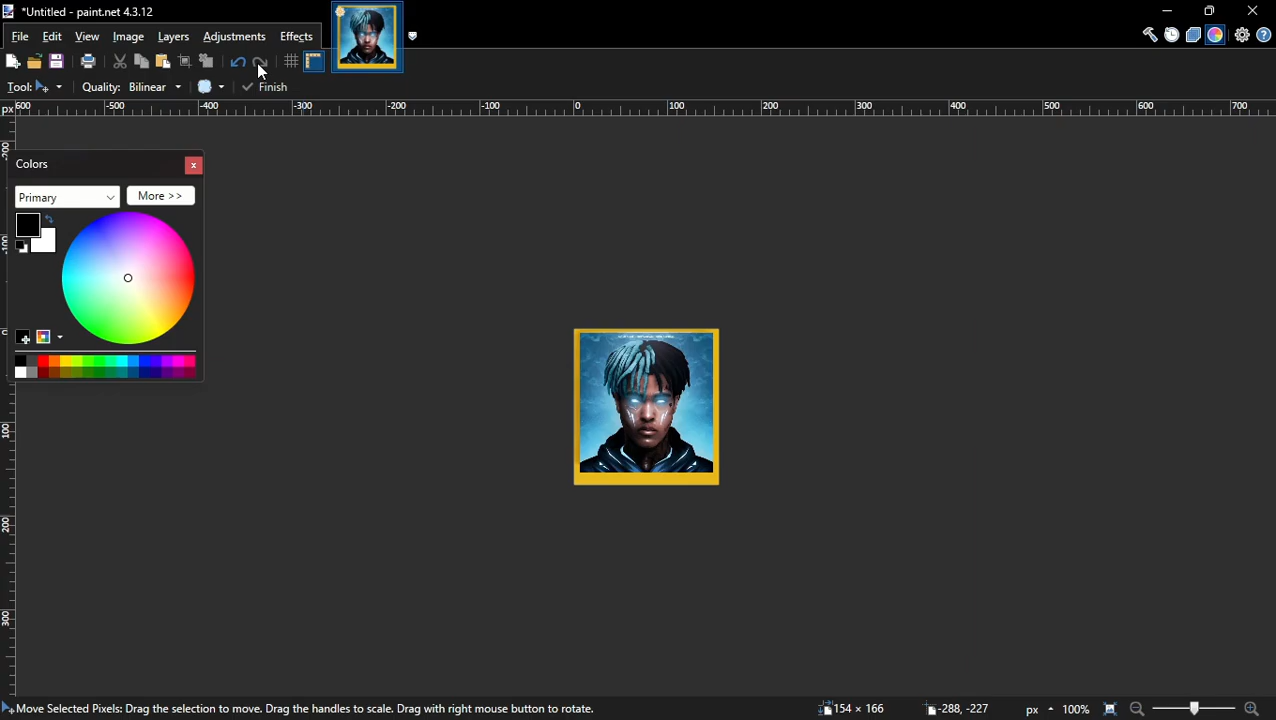 *Untitled - paint.net 4.3.12
File Edit View Image Layers Adjustments Effects
Tool: Quality: Bilinear Finish
px 600 -500 -400 -300 -200 -100 0 100 200 300 400 500 600 700
Colors x
Primary More >>
-200
-100
0
100
200
300
Move Selected Pixels: Drag the selection to move. Drag the handles to scale. Drag with right mouse button to rotate. 154 × 166 -288, -227 px 100%